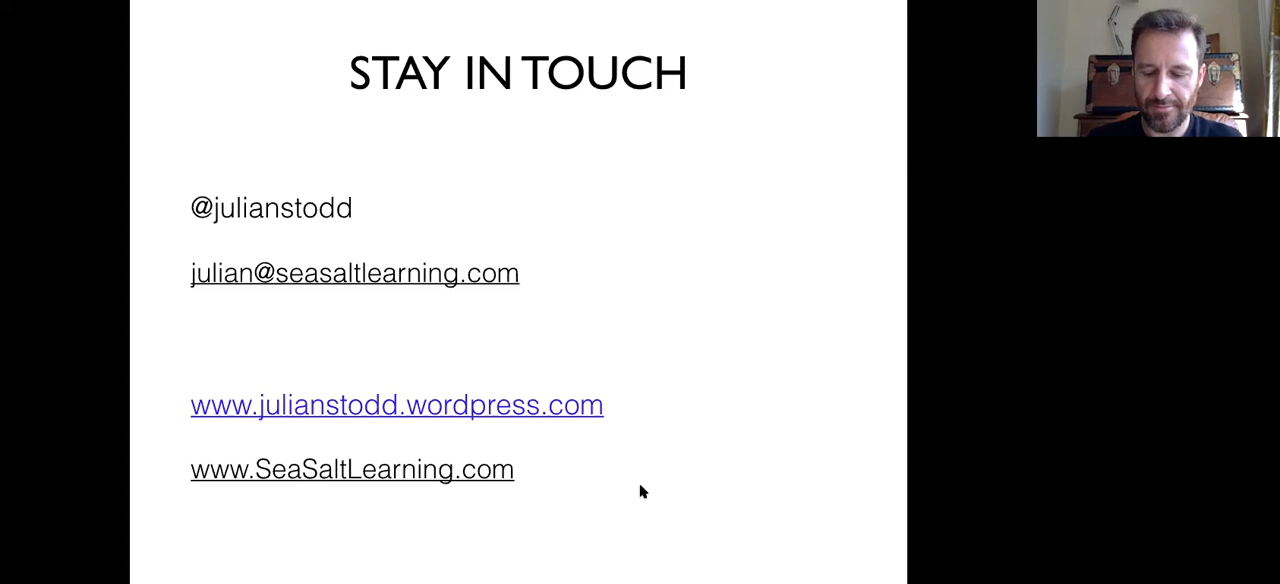 STAY IN TOUCH
@julianstodd
julian@seasaltlearning.com
www.julianstodd.wordpress.com
www.SeaSaltLearning.com